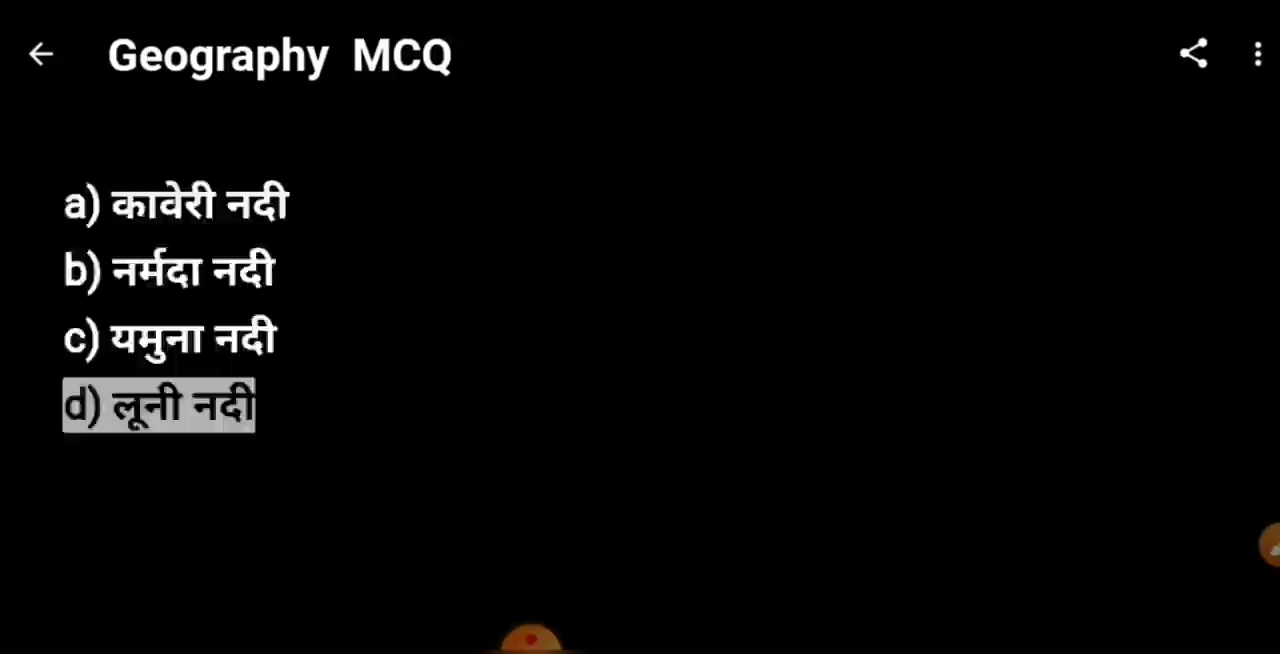 Geography MCQ
a) कावेरी नदी
b) नर्मदा नदी
c) यमुना नदी
d) लूनी नदी